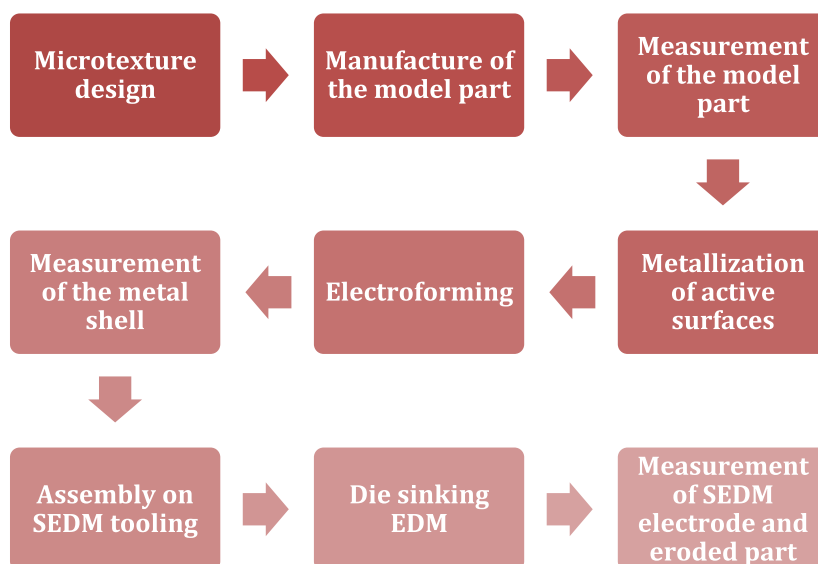 Microtexture
design
Manufacture of
the model part
Measurement
of the model
part
Metallization
of active
surfaces
Electroforming
Measurement
of the metal
shell
Assembly on
SEDM tooling
Die sinking
EDM
Measurement
of SEDM
electrode and
eroded part